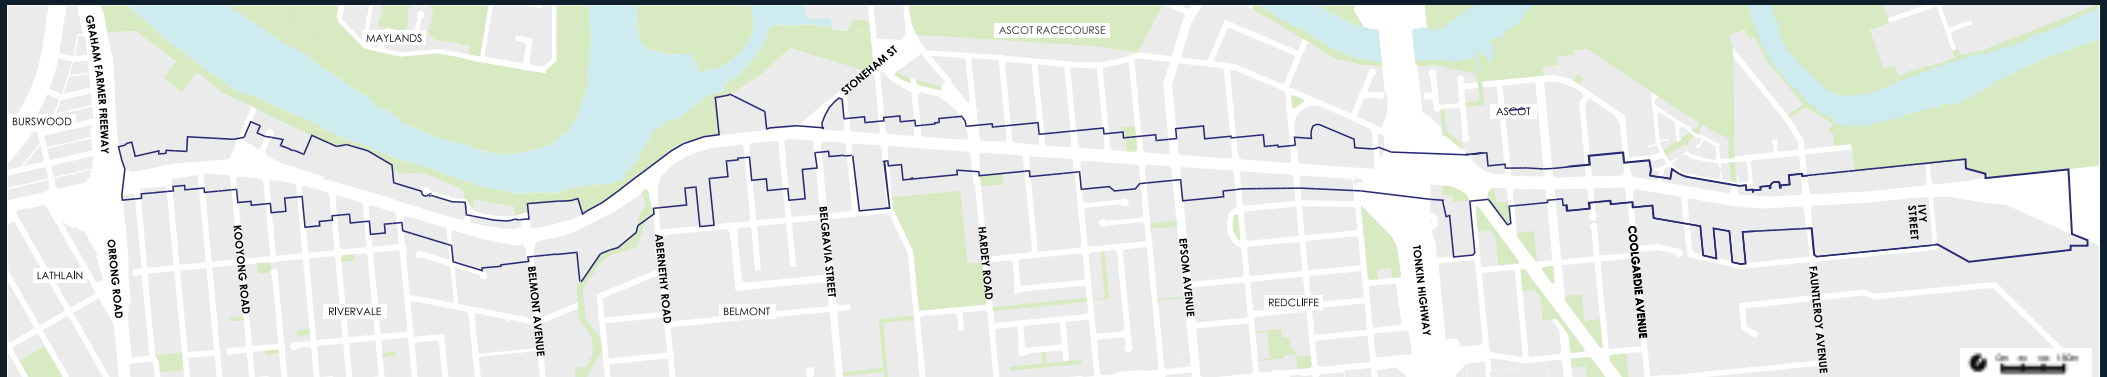 GRAHAM FARMER FREEWAY
MAYLANDS
STONEHAM ST
ASCOT RACECOURSE
BURSWOOD
ASCOT
LATHLAIN
ORRONG ROAD
KOOYONG ROAD
RIVERVALE
BELMONT AVENUE
ABERNETHY ROAD
BELMONT
BELGRAVIA STREET
HARDEY ROAD
EPSOM AVENUE
REDCLIFFE
TONKIN HIGHWAY
COOLGARDIE AVENUE
FAUNTLEROY AVENUE
IVY
STREET